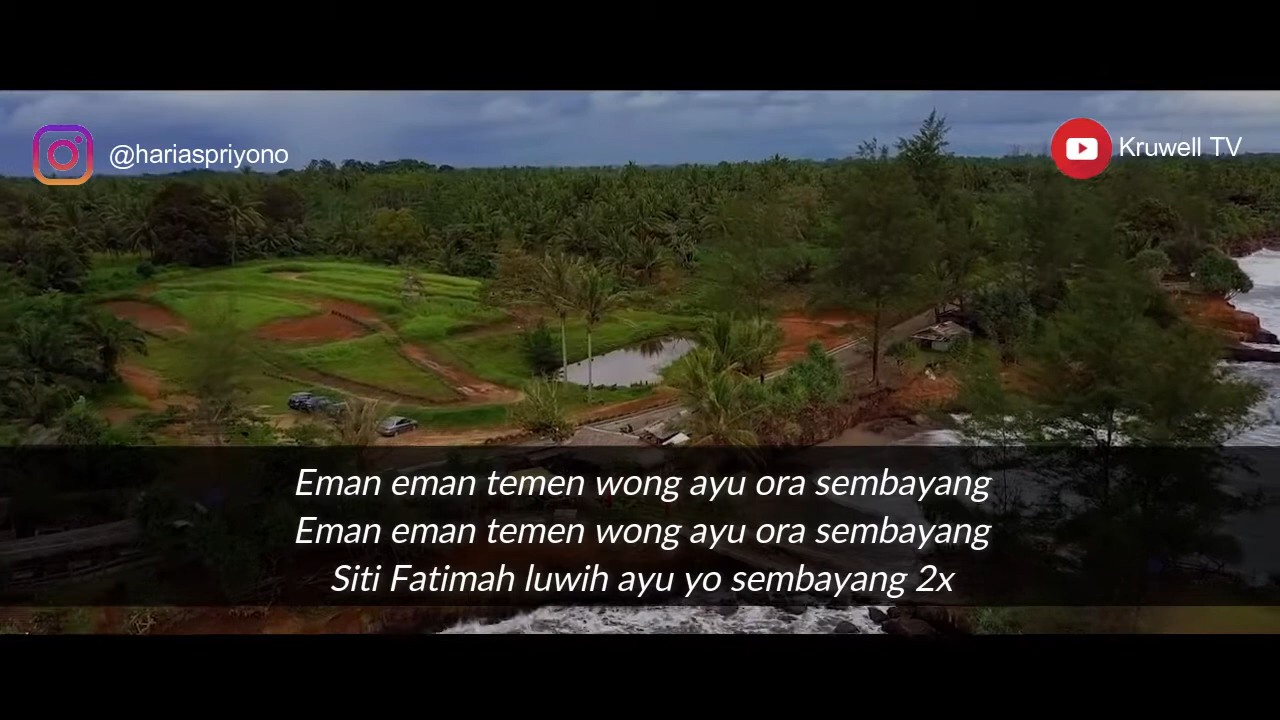 @hariaspriyono
Kruwell TV
Eman eman temen wong ayu ora sembayang
Eman eman temen wong ayu ora sembayang
Siti Fatimah luwih ayu yo sembayang 2x